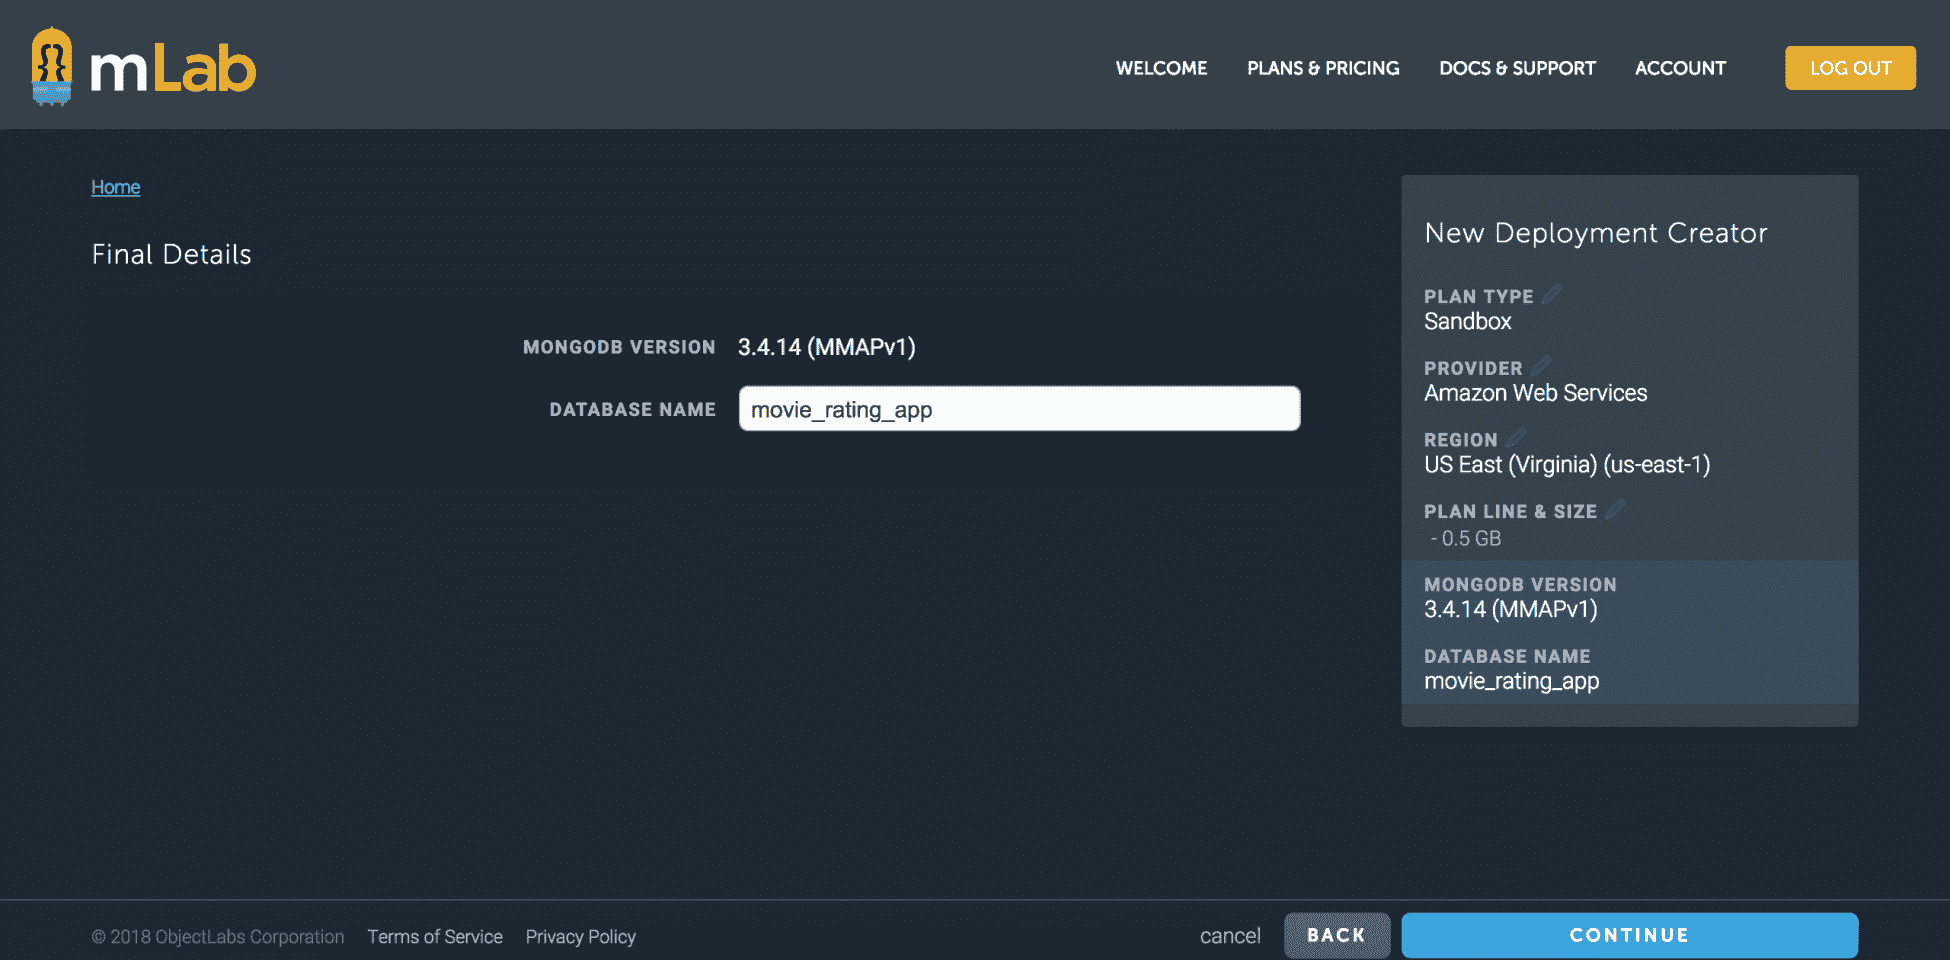 mLab
WELCOME PLANS & PRICING DOCS & SUPPORT ACCOUNT LOG OUT
Home
Final Details
MONGODB VERSION 3.4.14 (MMAPv1)
DATABASE NAME movie_rating_app
New Deployment Creator
PLAN TYPE
Sandbox
PROVIDER
Amazon Web Services
REGION
US East (Virginia) (us-east-1)
PLAN LINE & SIZE
- 0.5 GB
MONGODB VERSION
3.4.14 (MMAPv1)
DATABASE NAME
movie_rating_app
© 2018 ObjectLabs Corporation Terms of Service Privacy Policy cancel BACK CONTINUE